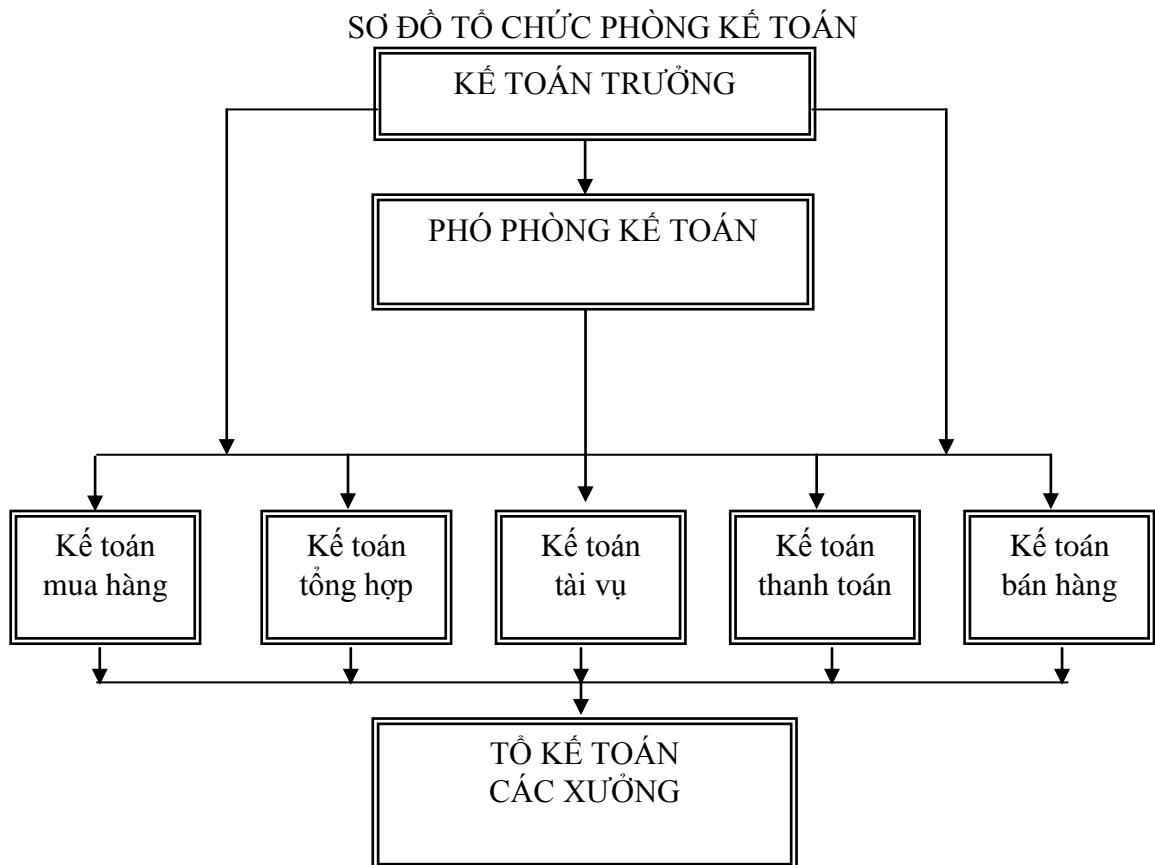 SƠ ĐỒ TỔ CHỨC PHÒNG KẾ TOÁN
KẾ TOÁN TRƯỞNG
PHÓ PHÒNG KẾ TOÁN
Kế toán
mua hàng
Kế toán
tổng hợp
Kế toán
tài vụ
Kế toán
thanh toán
Kế toán
bán hàng
TỔ KẾ TOÁN
CÁC XƯỞNG